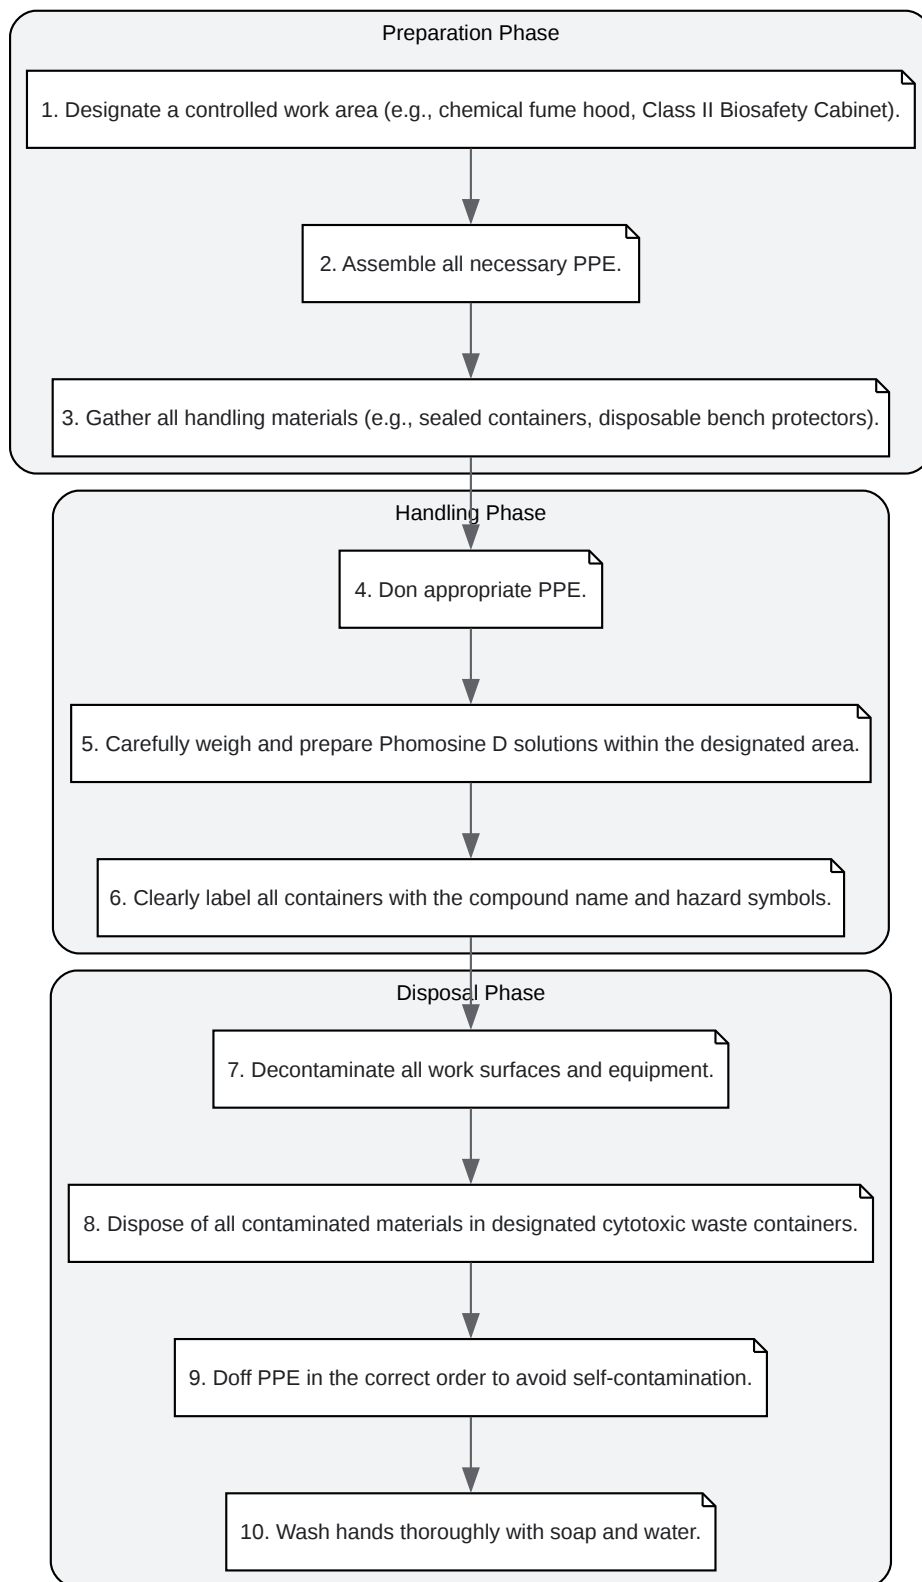 Preparation Phase
1. Designate a controlled work area (e.g., chemical fume hood, Class II Biosafety Cabinet).
2. Assemble all necessary PPE.
3. Gather all handling materials (e.g., sealed containers, disposable bench protectors).
Handling Phase
4. Don appropriate PPE.
5. Carefully weigh and prepare Phomosine D solutions within the designated area.
6. Clearly label all containers with the compound name and hazard symbols.
Disposal Phase
7. Decontaminate all work surfaces and equipment.
8. Dispose of all contaminated materials in designated cytotoxic waste containers.
9. Doff PPE in the correct order to avoid self-contamination.
10. Wash hands thoroughly with soap and water.